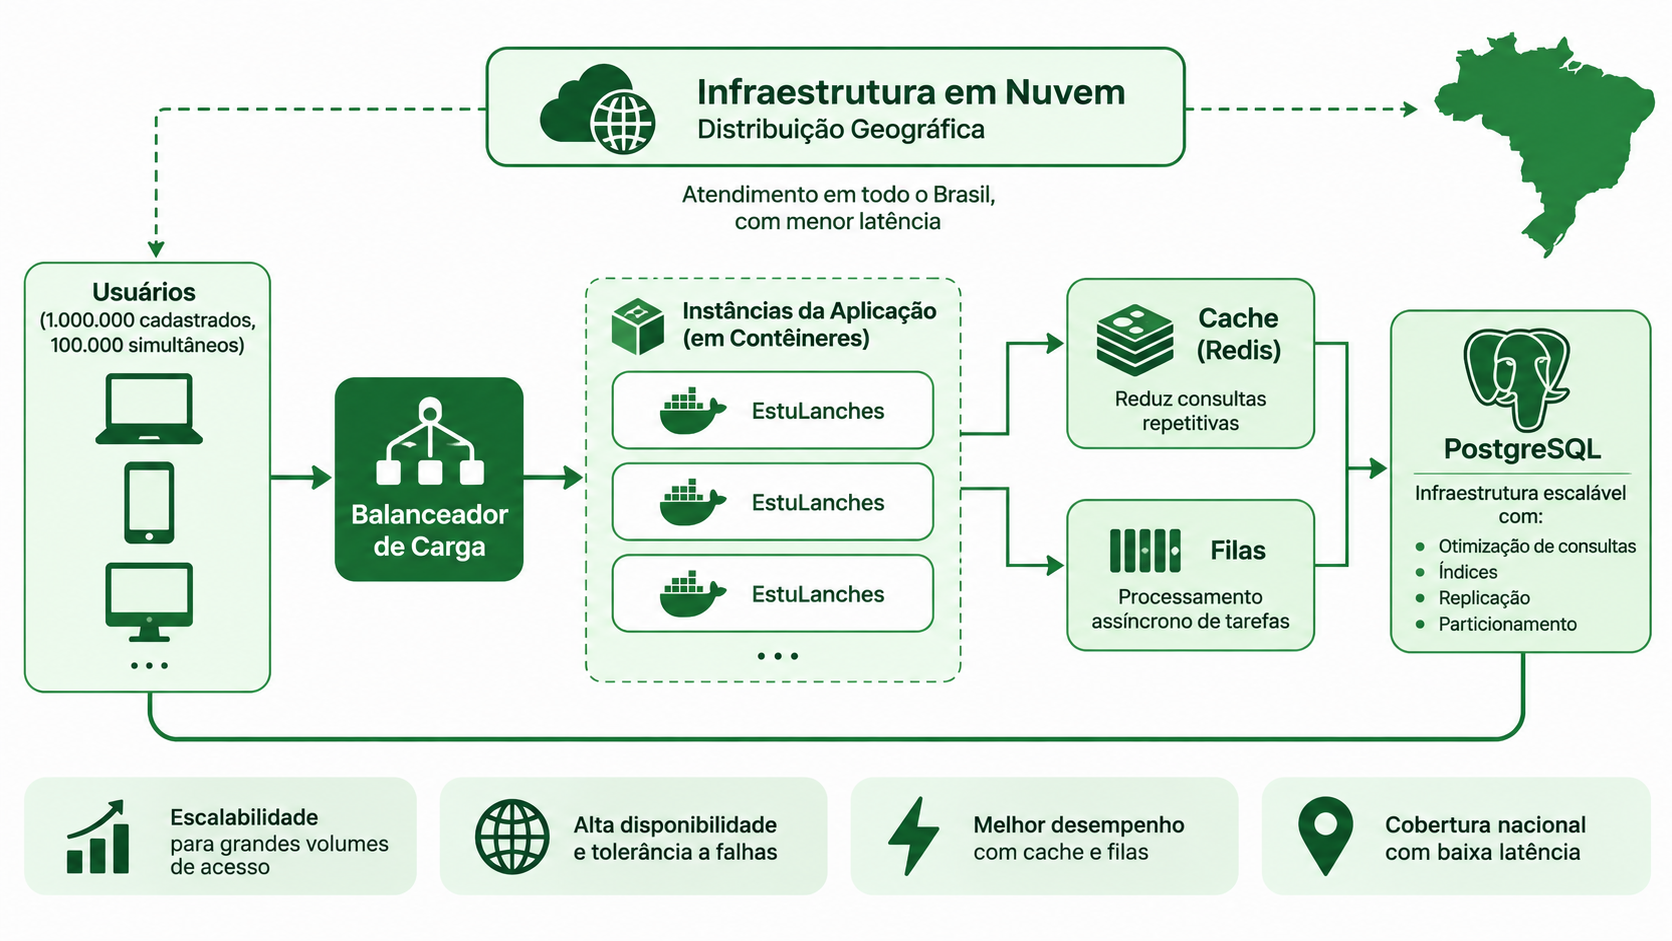 Infraestrutura em Nuvem
Distribuição Geográfica
Atendimento em todo o Brasil,
com menor latência
Usuários
(1.000.000 cadastrados,
100.000 simultâneos)
Balanceador
de Carga
Instâncias da Aplicação
(em Contêineres)
EstuLanches
EstuLanches
EstuLanches
Cache
(Redis)
Reduz consultas
repetitivas
Filas
Processamento
assíncrono de tarefas
PostgreSQL
Infraestrutura escalável
com:
Otimização de consultas
Índices
Replicação
Particionamento
Escalabilidade
para grandes volumes
de acesso
Alta disponibilidade
e tolerância a falhas
Melhor desempenho
com cache e filas
Cobertura nacional
com baixa latência